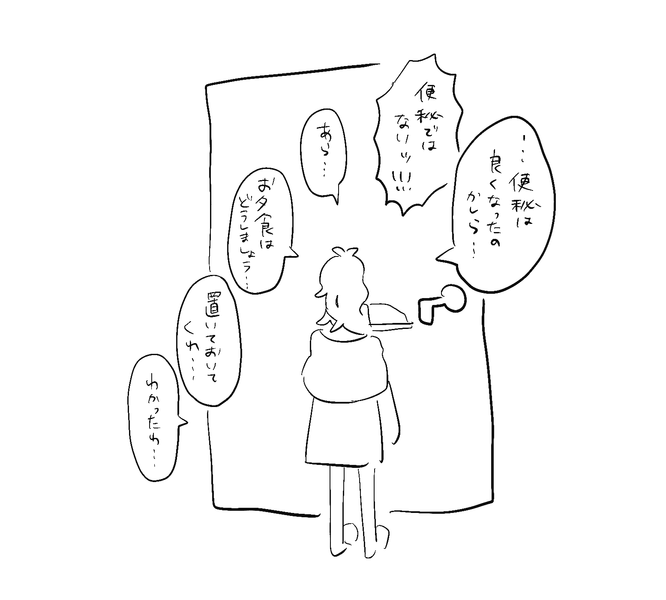 …便秘は
良くなったの
かしら…
便秘では
ないッ!!!
あら…
お夕食は
どうしましょう…
置いておいて
くわ…
わかったわ…